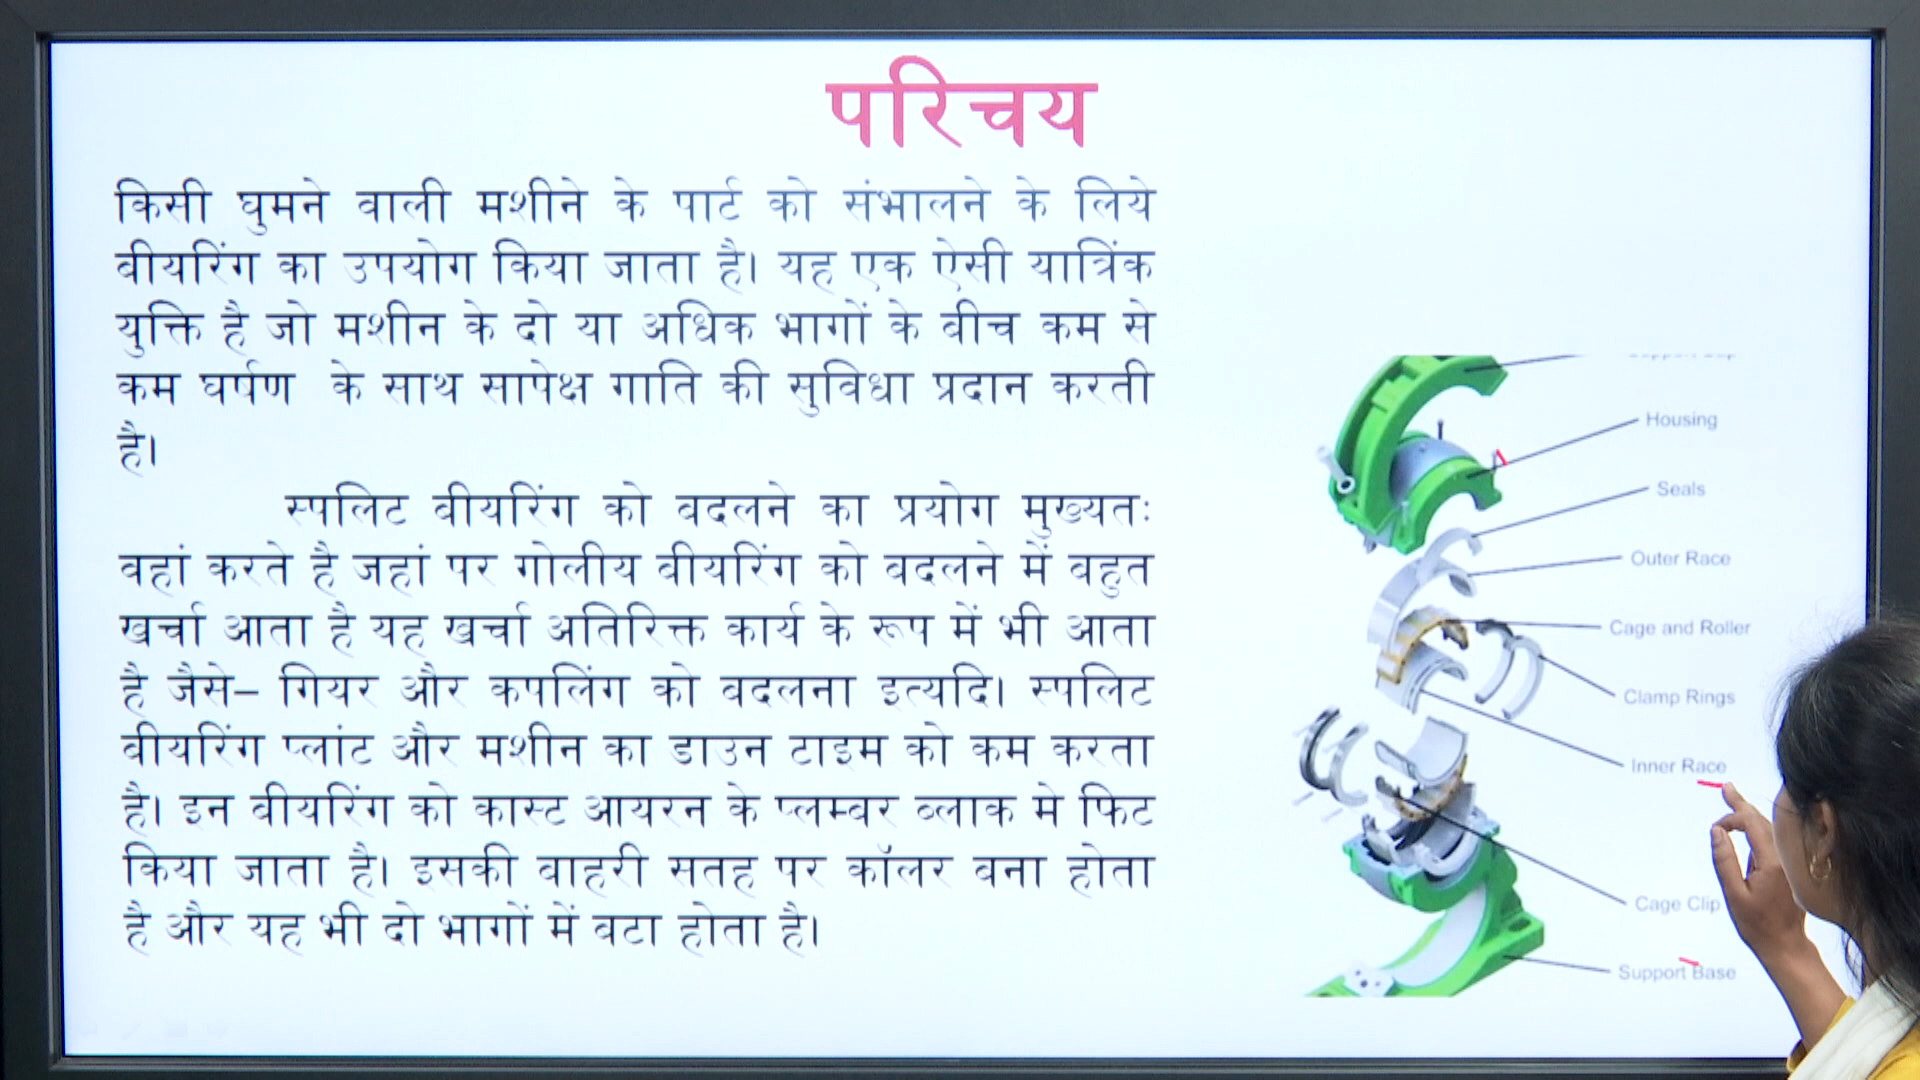 परिचय
किसी घुमने वाली मशीने के पार्ट को संभालने के लिये
बीयरिंग का उपयोग किया जाता है। यह एक ऐसी यात्रिंक
युक्ति है जो मशीन के दो या अधिक भागों के बीच कम से
कम घर्षण के साथ सापेक्ष गाति की सुविधा प्रदान करती
है।
स्पलिट बीयरिंग को बदलने का प्रयोग मुख्यतः
वहां करते है जहां पर गोलीय बीयरिंग को बदलने में बहुत
खर्चा आता है यह खर्चा अतिरिक्त कार्य के रूप में भी आता
है जैसे– गियर और कपलिंग को बदलना इत्यदि। स्पलिट
बीयरिंग प्लांट और मशीन का डाउन टाइम को कम करता
है। इन बीयरिंग को कास्ट आयरन के प्लम्बर ब्लाक मे फिट
किया जाता है। इसकी बाहरी सतह पर कॉलर बना होता
है और यह भी दो भागों में बटा होता है।
Housing
Seals
Outer Race
Cage and Roller
Clamp Rings
Inner Race
Cage Clip
Support Base